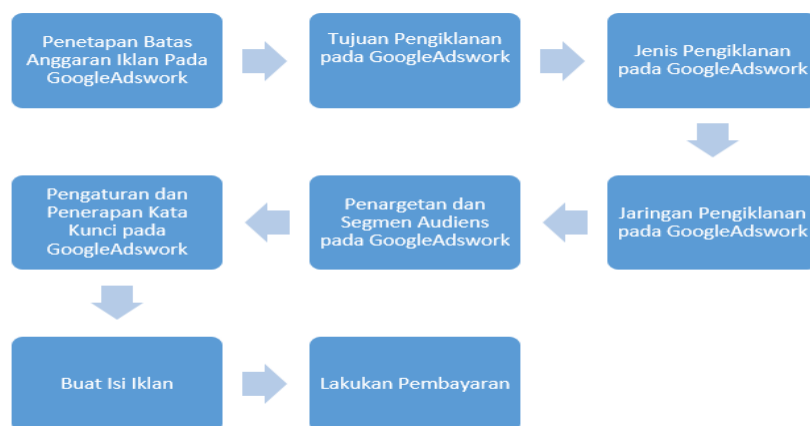 Penetapan Batas
Anggaran Iklan Pada
GoogleAdswork
Tujuan Pengiklanan
pada GoogleAdswork
Jenis Pengiklanan
pada GoogleAdswork
Jaringan Pengiklanan
pada GoogleAdswork
Penargetan dan
Segmen Audiens
pada GoogleAdswork
Pengaturan dan
Penerapan Kata
Kunci pada
GoogleAdswork
Buat Isi Iklan
Lakukan Pembayaran